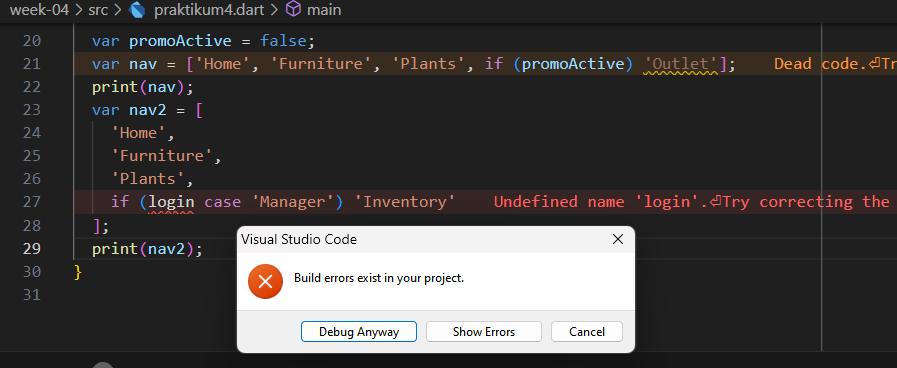 week-04 > src > praktikum4.dart > main
20 var promoActive = false;
21 var nav = ['Home', 'Furniture', 'Plants', if (promoActive) 'Outlet']; Dead code.⏎Tr
22 print(nav);
23 var nav2 = [
24 'Home',
25 'Furniture',
26 'Plants',
27 if (login case 'Manager') 'Inventory' Undefined name 'login'.⏎Try correcting the
28 ];
29 print(nav2);
30 }
31
Visual Studio Code
Build errors exist in your project.
Debug Anyway Show Errors Cancel